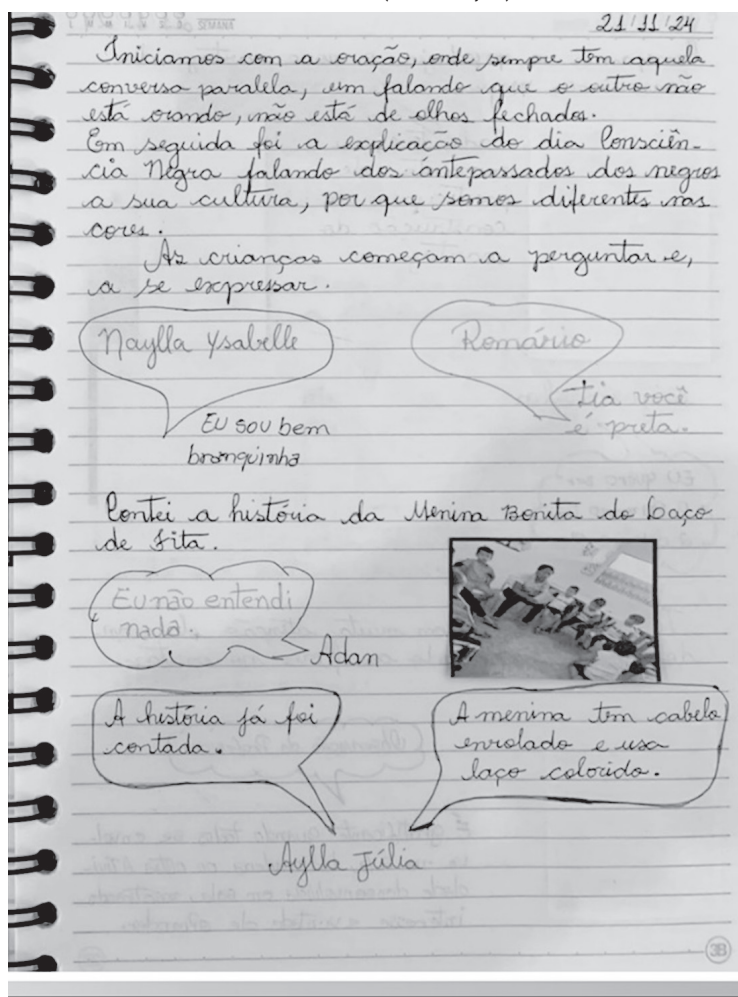 SEMANA
21/11/24
Iniciamos com a oração, onde sempre tem aquela
conversa paralela, um falando que o outro não
está orando, não está de olhos fechados.
Em seguida foi a explicação do dia Consciên-
cia Negra falando dos antepassados dos negros
a sua cultura, por que somos diferentes nas
cores.
As crianças começam a perguntar e,
a se expressar.
Naylla Ysabelle
Romário
Tia você
é preta.
Eu sou bem
branquinha
Contei a história da Menina Bonita do laço
de fita.
Eu não entendi
nada.
Adan
A história já foi
contada.
A menina tem cabelo
enrolado e usa
laço colorido.
Aylla Júlia
38